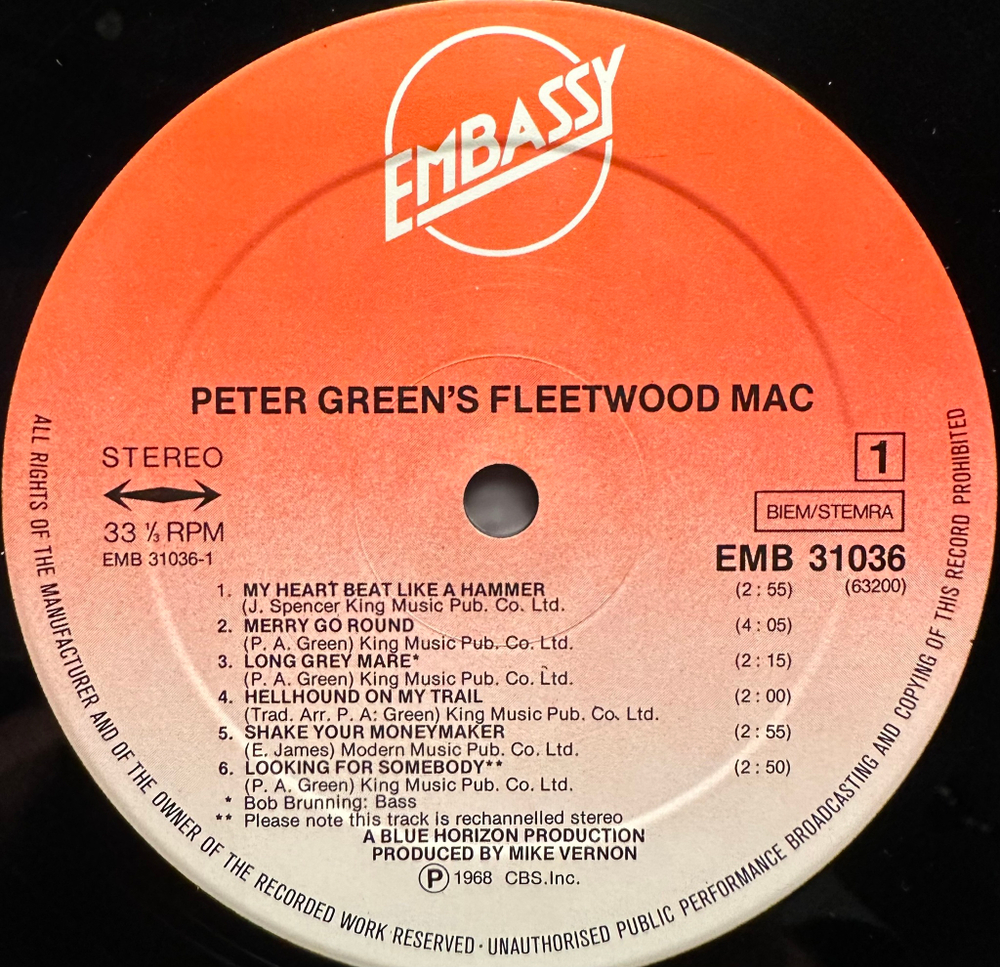 EMBASSY
PETER GREEN'S FLEETWOOD MAC
STEREO
33 ⅓ RPM
EMB 31036-1
1
BIEM/STEMRA
EMB 31036
(63200)
1. MY HEART BEAT LIKE A HAMMER (2:55)
(J. Spencer King Music Pub. Co. Ltd.
2. MERRY GO ROUND (4:05)
(P. A. Green) King Music Pub. Co. Ltd.
3. LONG GREY MARE* (2:15)
(P. A. Green) King Music Pub. Co. Ltd.
4. HELLHOUND ON MY TRAIL (2:00)
(Trad. Arr. P. A: Green) King Music Pub. Co. Ltd.
5. SHAKE YOUR MONEYMAKER (2:55)
(E. James) Modern Music Pub. Co. Ltd.
6. LOOKING FOR SOMEBODY** (2:50)
(P. A. Green) King Music Pub. Co. Ltd.
* Bob Brunning: Bass
** Please note this track is rechannelled stereo
A BLUE HORIZON PRODUCTION
PRODUCED BY MIKE VERNON
Ⓟ 1968 CBS.Inc.
ALL RIGHTS OF THE MANUFACTURER AND OF THE OWNER OF THE RECORDED WORK RESERVED · UNAUTHORISED PUBLIC PERFORMANCE BROADCASTING AND COPYING OF THIS RECORD PROHIBITED